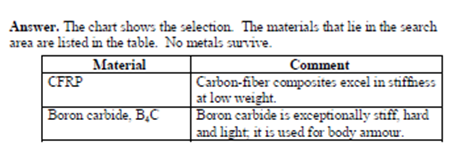 Answer. The chart shows the selection. The materials that lie in the search
area are listed in the table. No metals survive.
Material Comment
CFRP Carbon-fiber composites excel in stiffness
at low weight.
Boron carbide, B₄C Boron carbide is exceptionally stiff, hard
and light; it is used for body armour.